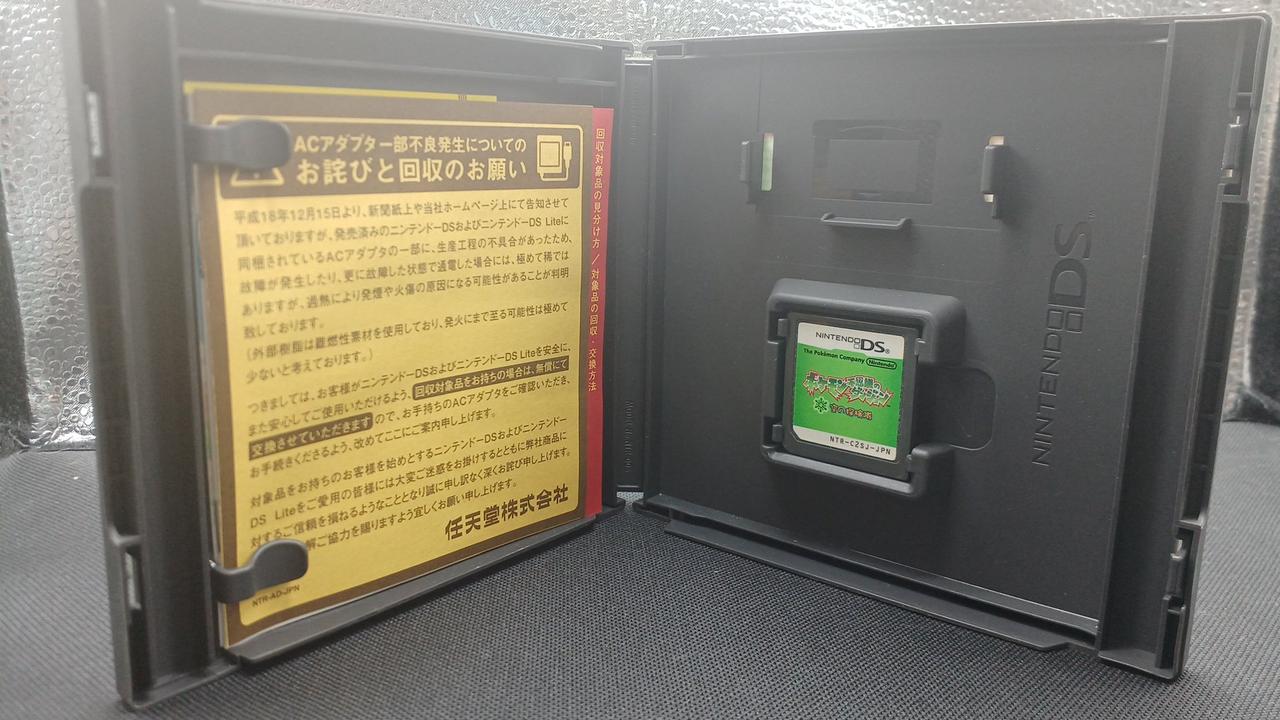 ACアダプター部不良発生についての
お詫びと回収のお願い
平成18年12月15日より、新聞紙上や当社ホームページ上にて告知させて
頂いておりますが、発売済みのニンテンドーDSおよびニンテンドーDS Liteに
同梱されているACアダプタの一部に、生産工程の不具合があったため、
故障が発生したり、更に故障した状態で通電した場合には、極めて稀では
ありますが、過熱により発煙や火傷の原因になる可能性があることが判明
致しております。
(外部樹脂は難燃性素材を使用しており、発火にまで至る可能性は極めて
少ないと考えております。)
つきましては、お客様がニンテンドーDSおよびニンテンドーDS Liteを安全に、
また安心してご使用いただけるよう、回収対象品をお持ちの場合は、無償にて
交換させていただきますので、お手持ちのACアダプタをご確認いただき、
お手続きくださるよう、改めてここにご案内申し上げます。
対象品をお持ちのお客様を始めとするニンテンドーDSおよびニンテンドー
DS Liteをご愛用の皆様には大変ご迷惑をお掛けするとともに弊社商品に
対するご信頼を損ねるようなこととなり誠に申し訳なく深くお詫び申し上げます。
解ご協力を賜りますよう宜しくお願い申し上げます。
任天堂株式会社
NTR-AD-JPN
回収対象品の見分け方／対象品の回収・交換方法
NINTENDO DS®
The Pokémon Company Nintendo
ポケモン不思議の
ダンジョン
空の探検隊
NTR-C2SJ-JPN
NINTENDO DS®